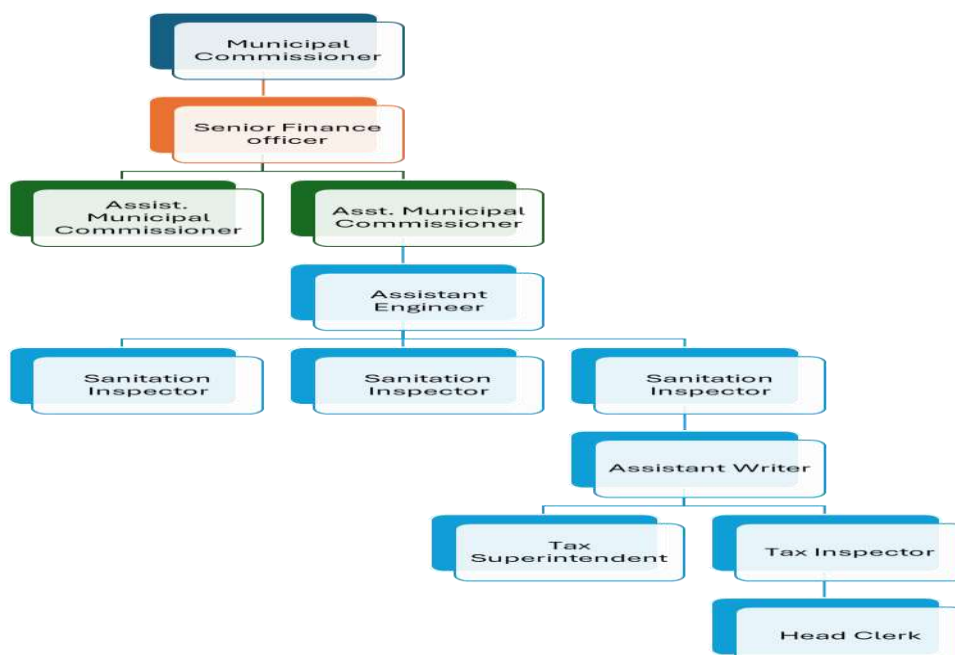 Municipal
Commissioner
Senior Finance
officer
Assist.
Municipal
Commissioner
Asst. Municipal
Commissioner
Assistant
Engineer
Sanitation
Inspector
Sanitation
Inspector
Sanitation
Inspector
Assistant Writer
Tax
Superintendent
Tax Inspector
Head Clerk